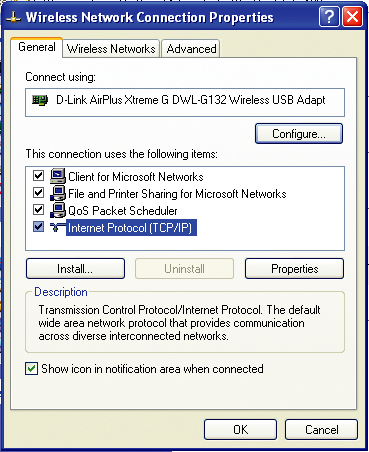 Wireless Network Connection Properties
General
Wireless Networks
Advanced
Connect using:
D-Link AirPlus Xtreme G DWL-G132 Wireless USB Adapt
Configure...
This connection uses the following items:
Client for Microsoft Networks
File and Printer Sharing for Microsoft Networks
QoS Packet Scheduler
Internet Protocol (TCP/IP)
Install...
Uninstall
Properties
Description
Transmission Control Protocol/Internet Protocol. The default
wide area network protocol that provides communication
across diverse interconnected networks.
Show icon in notification area when connected
OK
Cancel